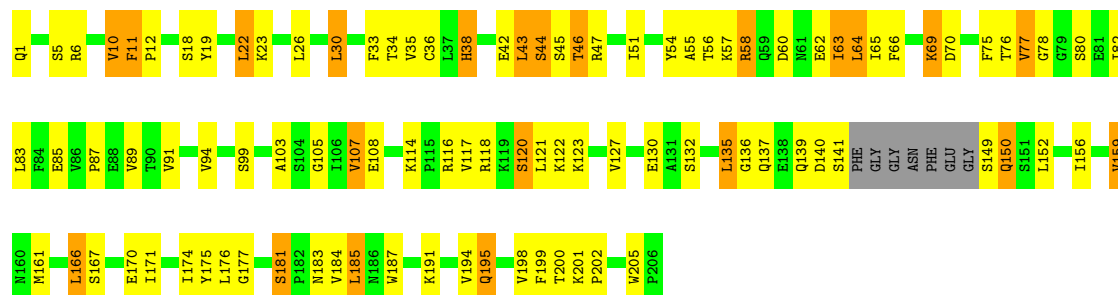 Q1 S5 R6 V10 F11 P12 S18 Y19 L22 K23 L26 L30 F33 T34 V35 C36 L37 H38 E42 L43 S44 S45 T46 R47 I51 Y54 A55 T56 K57 R58 Q59 D60 N61 E62 I63 L64 I65 F66 K69 D70 F75 T76 V77 G78 G79 S80 E81
L83 F84 E85 V86 P87 E88 V89 T90 V91 V94 S99 A103 S104 G105 I106 V107 E108 K114 P115 R116 V117 R118 K119 S120 L121 K122 K123 V127 E130 A131 S132 L135 G136 Q137 E138 Q139 D140 S141 PHE GLY GLY ASN PHE GLU GLY S149 Q150 S151 L152 I156
N160 M161 L166 S167 E170 I171 I174 Y175 L176 G177 S181 P182 N183 V184 L185 N186 W187 K191 V194 Q195 V198 F199 T200 K201 P202 W205 P206